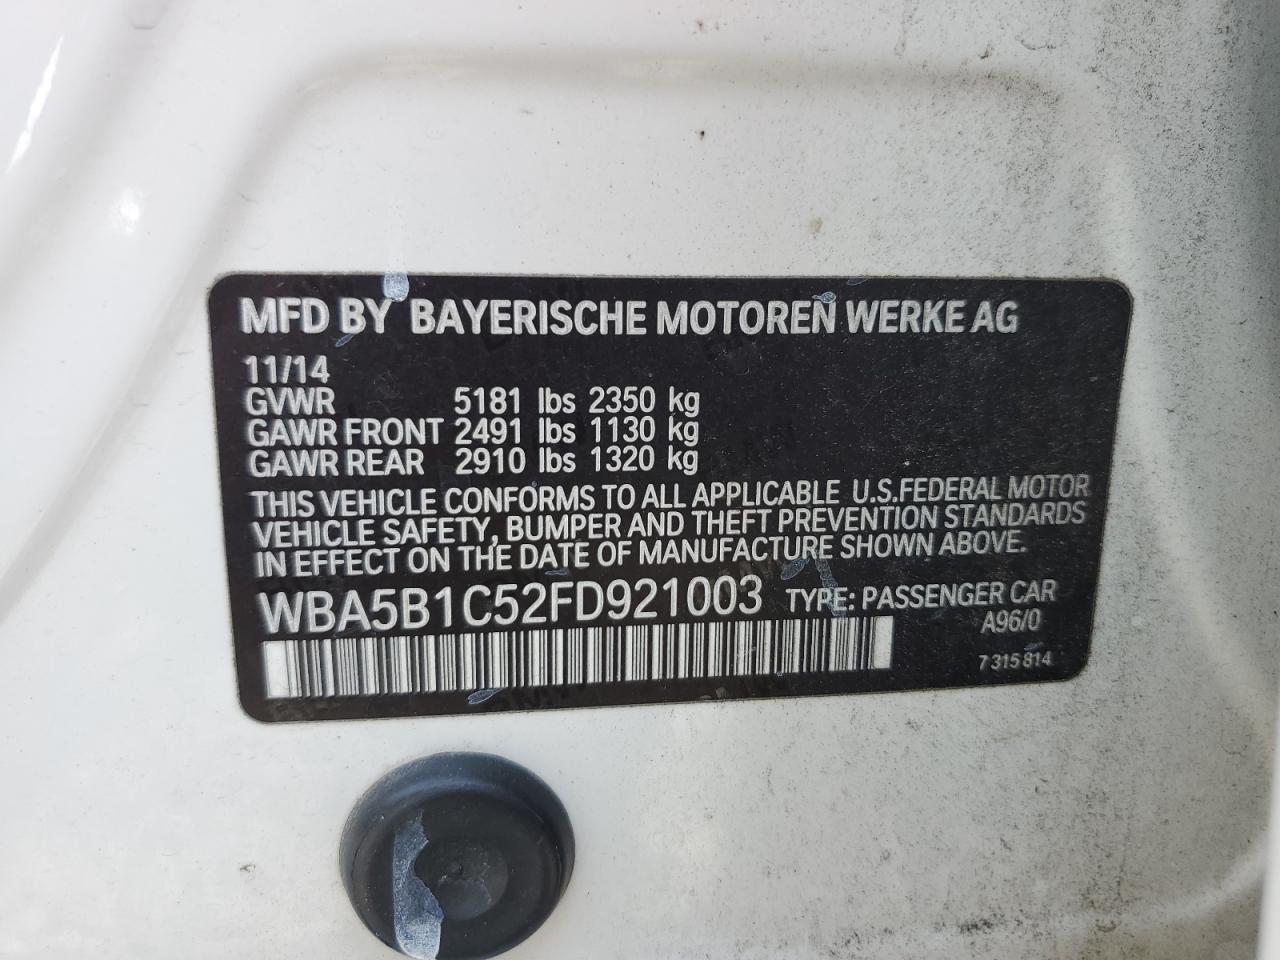 MFD BY BAYERISCHE MOTOREN WERKE AG
11/14
GVWR 5181 lbs 2350 kg
GAWR FRONT 2491 lbs 1130 kg
GAWR REAR 2910 lbs 1320 kg
THIS VEHICLE CONFORMS TO ALL APPLICABLE U.S.FEDERAL MOTOR
VEHICLE SAFETY, BUMPER AND THEFT PREVENTION STANDARDS
IN EFFECT ON THE DATE OF MANUFACTURE SHOWN ABOVE.
WBA5B1C52FD921003 TYPE: PASSENGER CAR
A96/0
7 315 814